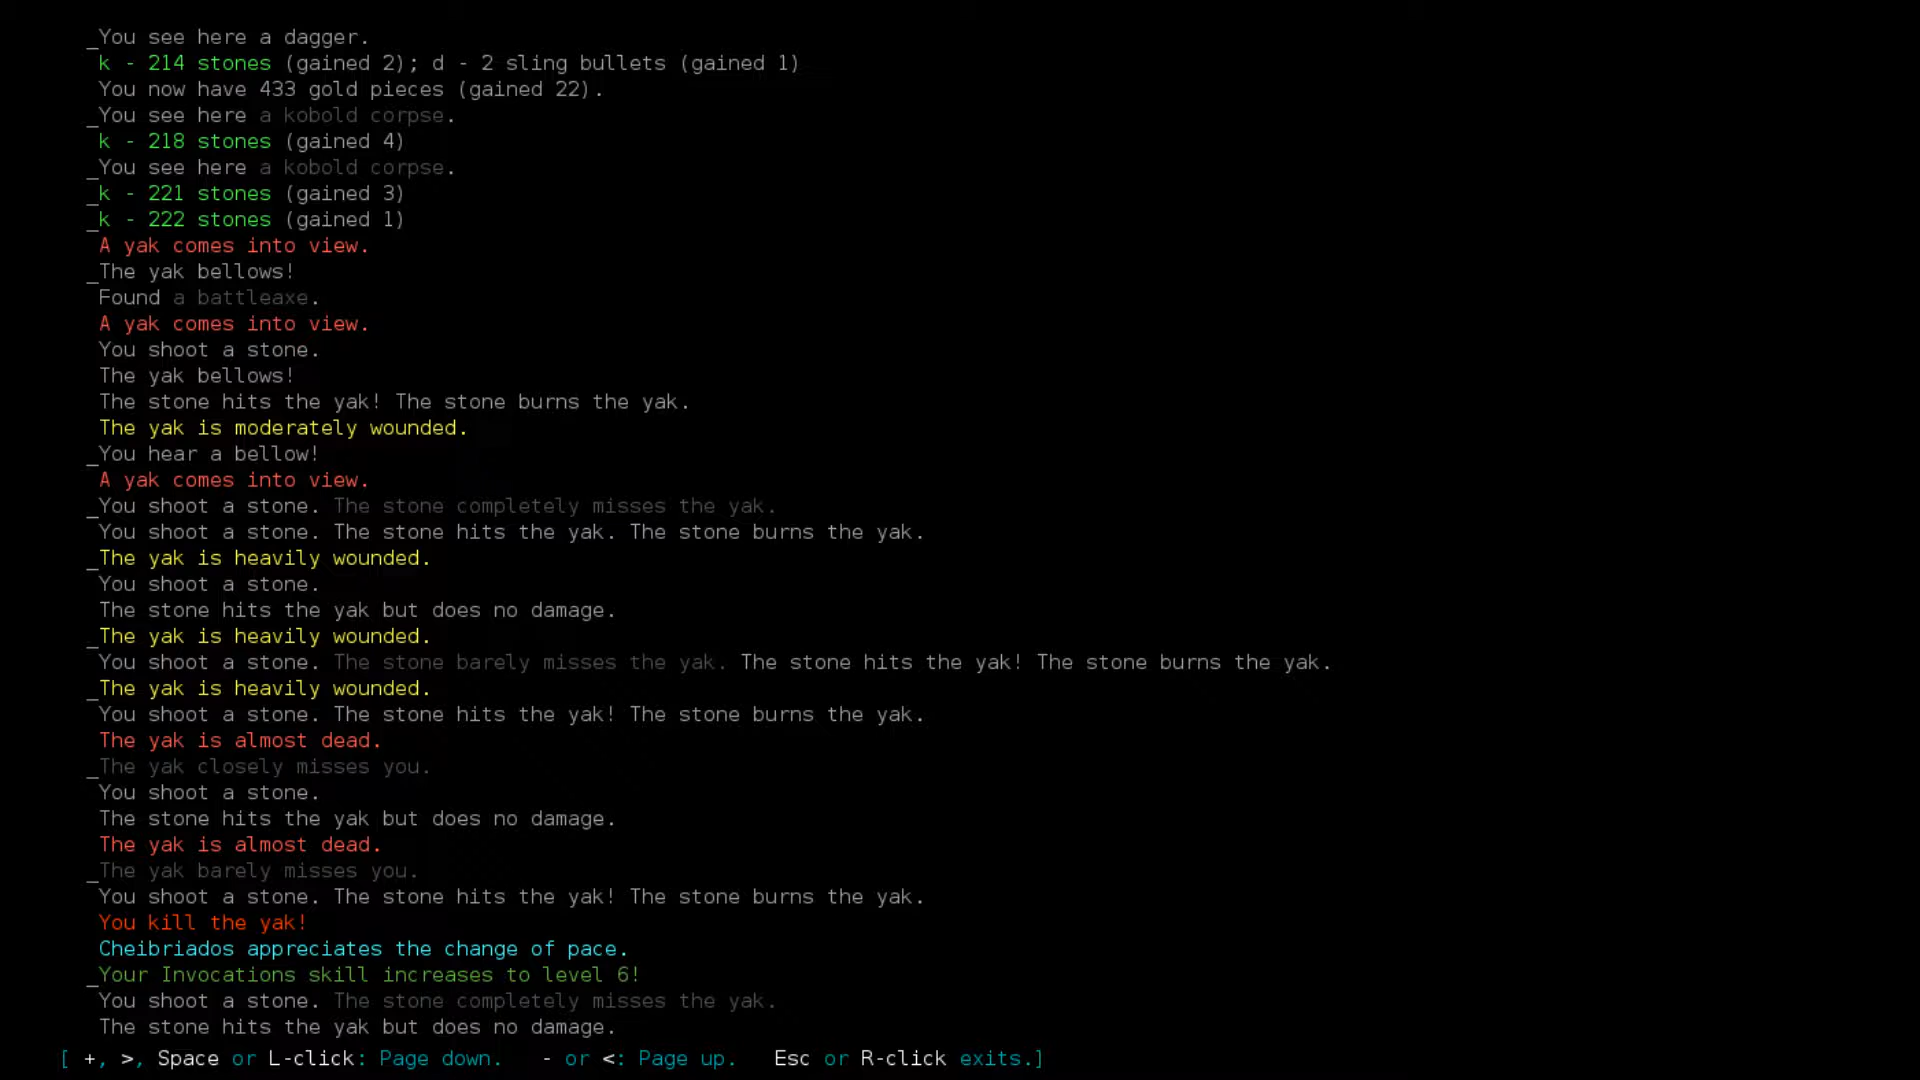 _You see here a dagger.
k - 214 stones (gained 2); d - 2 sling bullets (gained 1)
You now have 433 gold pieces (gained 22).
_You see here a kobold corpse.
k - 218 stones (gained 4)
_You see here a kobold corpse.
_k - 221 stones (gained 3)
_k - 222 stones (gained 1)
A yak comes into view.
_The yak bellows!
Found a battleaxe.
A yak comes into view.
You shoot a stone.
The yak bellows!
The stone hits the yak! The stone burns the yak.
The yak is moderately wounded.
_You hear a bellow!
A yak comes into view.
_You shoot a stone. The stone completely misses the yak.
You shoot a stone. The stone hits the yak. The stone burns the yak.
_The yak is heavily wounded.
You shoot a stone.
The stone hits the yak but does no damage.
_The yak is heavily wounded.
You shoot a stone. The stone barely misses the yak. The stone hits the yak! The stone burns the yak.
_The yak is heavily wounded.
You shoot a stone. The stone hits the yak! The stone burns the yak.
The yak is almost dead.
_The yak closely misses you.
You shoot a stone.
The stone hits the yak but does no damage.
The yak is almost dead.
_The yak barely misses you.
You shoot a stone. The stone hits the yak! The stone burns the yak.
You kill the yak!
Cheibriados appreciates the change of pace.
_Your Invocations skill increases to level 6!
You shoot a stone. The stone completely misses the yak.
The stone hits the yak but does no damage.
[ +, >, Space or L-click: Page down.   - or <: Page up.   Esc or R-click exits.]